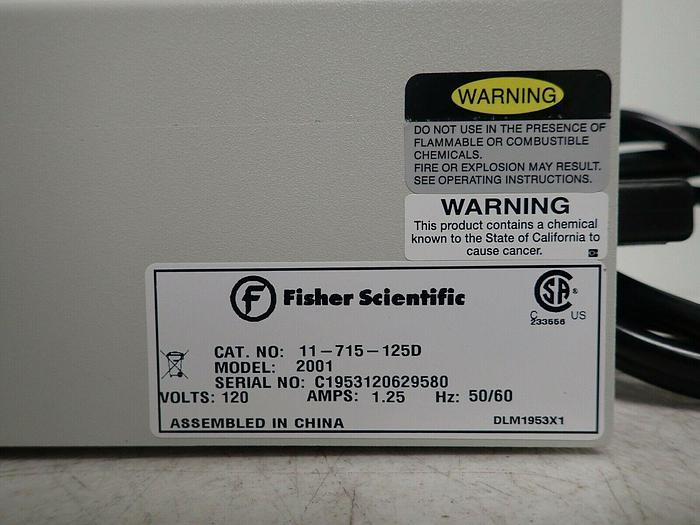 WARNING
DO NOT USE IN THE PRESENCE OF
FLAMMABLE OR COMBUSTIBLE
CHEMICALS.
FIRE OR EXPLOSION MAY RESULT.
SEE OPERATING INSTRUCTIONS.
WARNING
This product contains a chemical
known to the State of California to
cause cancer.
f Fisher Scientific
CSA ®
C US
233556
CAT. NO: 11-715-125D
MODEL: 2001
SERIAL NO: C1953120629580
VOLTS: 120 AMPS: 1.25 Hz: 50/60
ASSEMBLED IN CHINA DLM1953X1